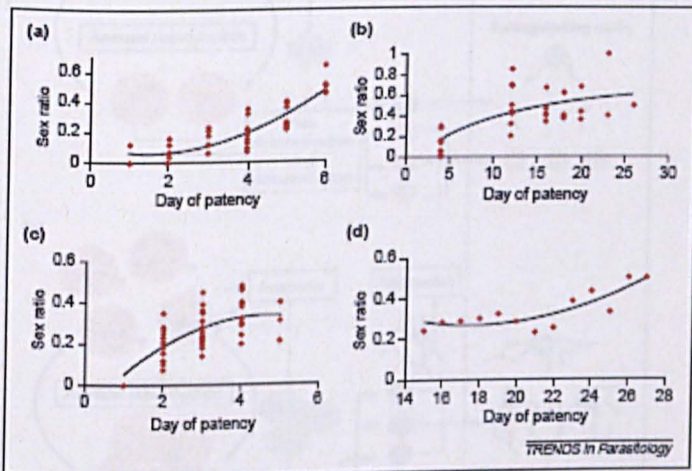 (a)
Sex ratio
0.6
0.4
0.2
0
0 2 4 6
Day of patency
(b)
Sex ratio
1
0.8
0.6
0.4
0.2
0
0 5 10 15 20 25 30
Day of patency
(c)
Sex ratio
0.6
0.4
0.2
0
0 2 4 6
Day of patency
(d)
Sex ratio
0.6
0.4
0.2
0
14 16 18 20 22 24 26 28
Day of patency
TRENDS in Parasitology